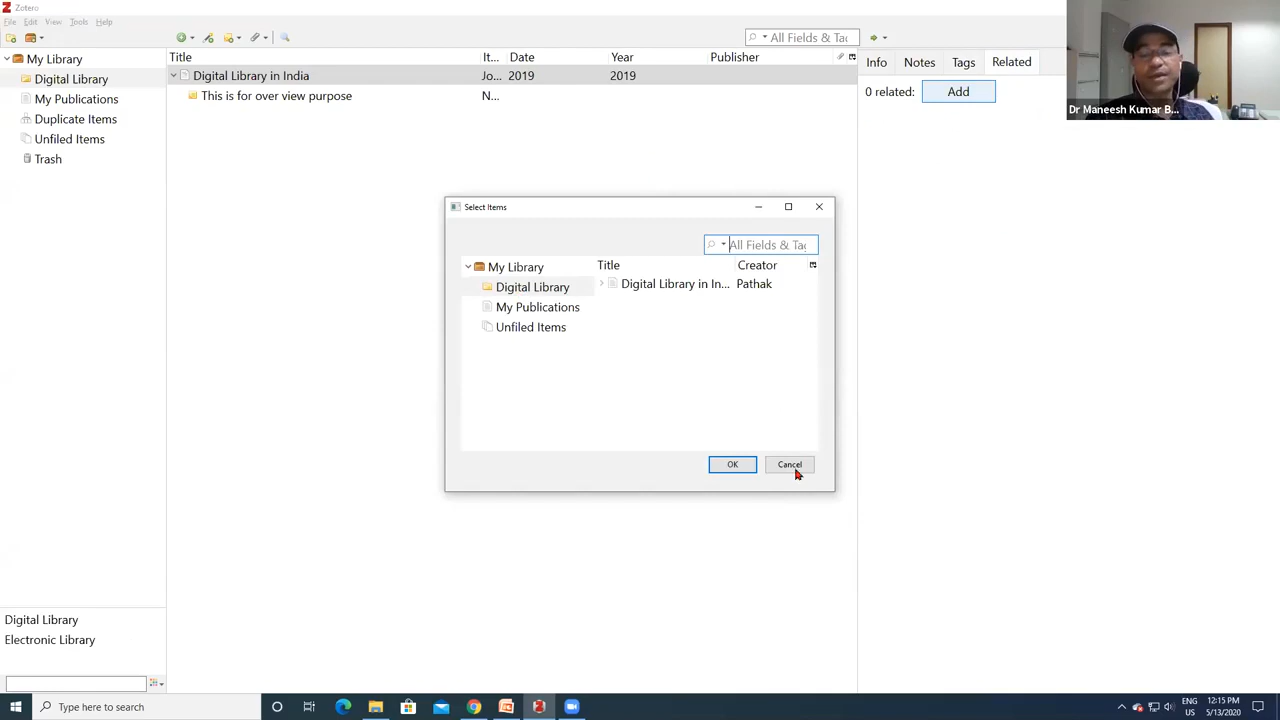 Zotero
File Edit View Tools Help
All Fields & Tag
My Library
Digital Library
My Publications
Duplicate Items
Unfiled Items
Trash
Title It... Date Year Publisher
Digital Library in India Jo... 2019 2019
This is for over view purpose N...
Info Notes Tags Related
0 related: Add
Dr Maneesh Kumar B...
Select Items
All Fields & Tag
My Library
Digital Library
My Publications
Unfiled Items
Title Creator
Digital Library in In... Pathak
OK Cancel
Digital Library
Electronic Library
Type here to search
ENG
US
12:15 PM
5/13/2020